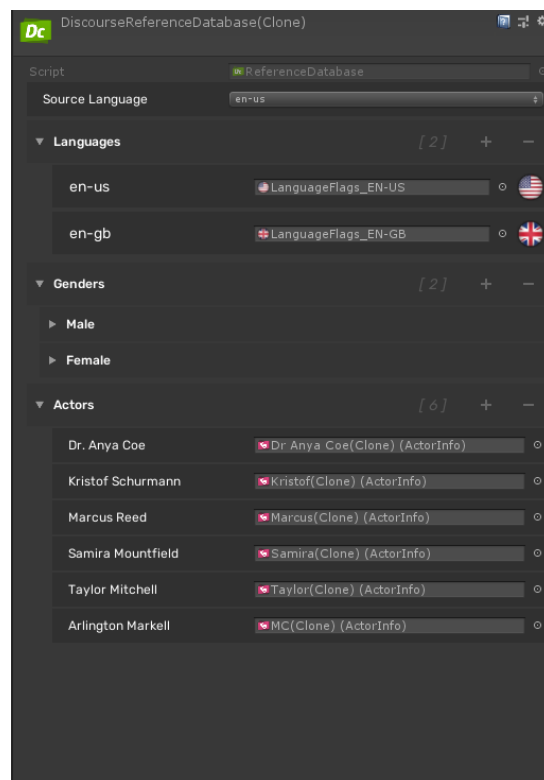 Dc DiscourseReferenceDatabase(Clone)
Script ReferenceDatabase
Source Language en-us
Languages [2] + −
en-us LanguageFlags_EN-US
en-gb LanguageFlags_EN-GB
Genders [2] + −
Male
Female
Actors [6] + −
Dr. Anya Coe Dr Anya Coe(Clone) (ActorInfo)
Kristof Schurmann Kristof(Clone) (ActorInfo)
Marcus Reed Marcus(Clone) (ActorInfo)
Samira Mountfield Samira(Clone) (ActorInfo)
Taylor Mitchell Taylor(Clone) (ActorInfo)
Arlington Markell MC(Clone) (ActorInfo)